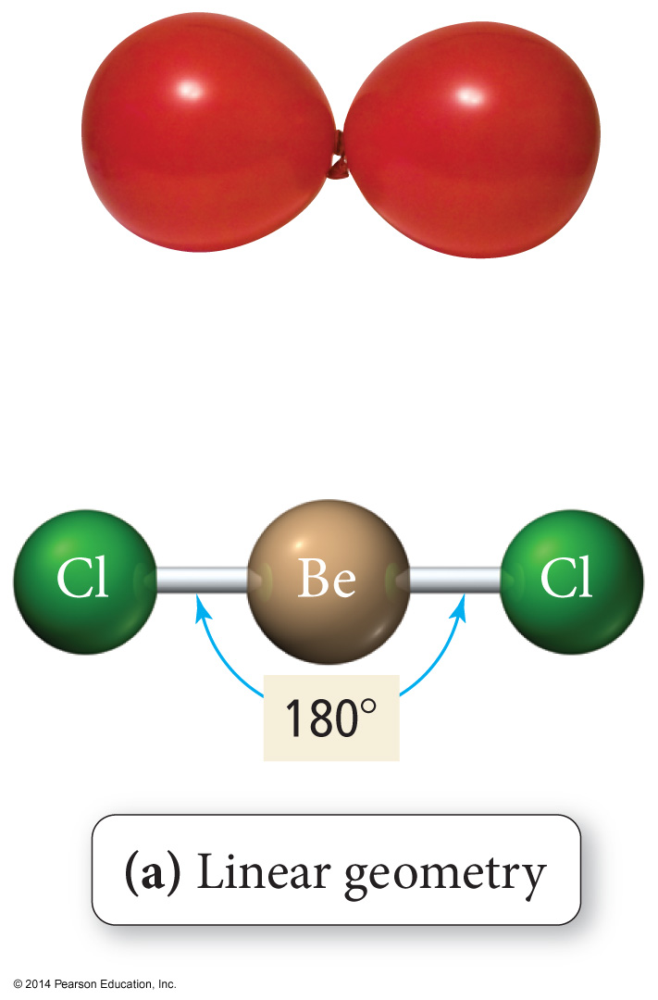 Cl Be Cl
180°
(a) Linear geometry
© 2014 Pearson Education, Inc.